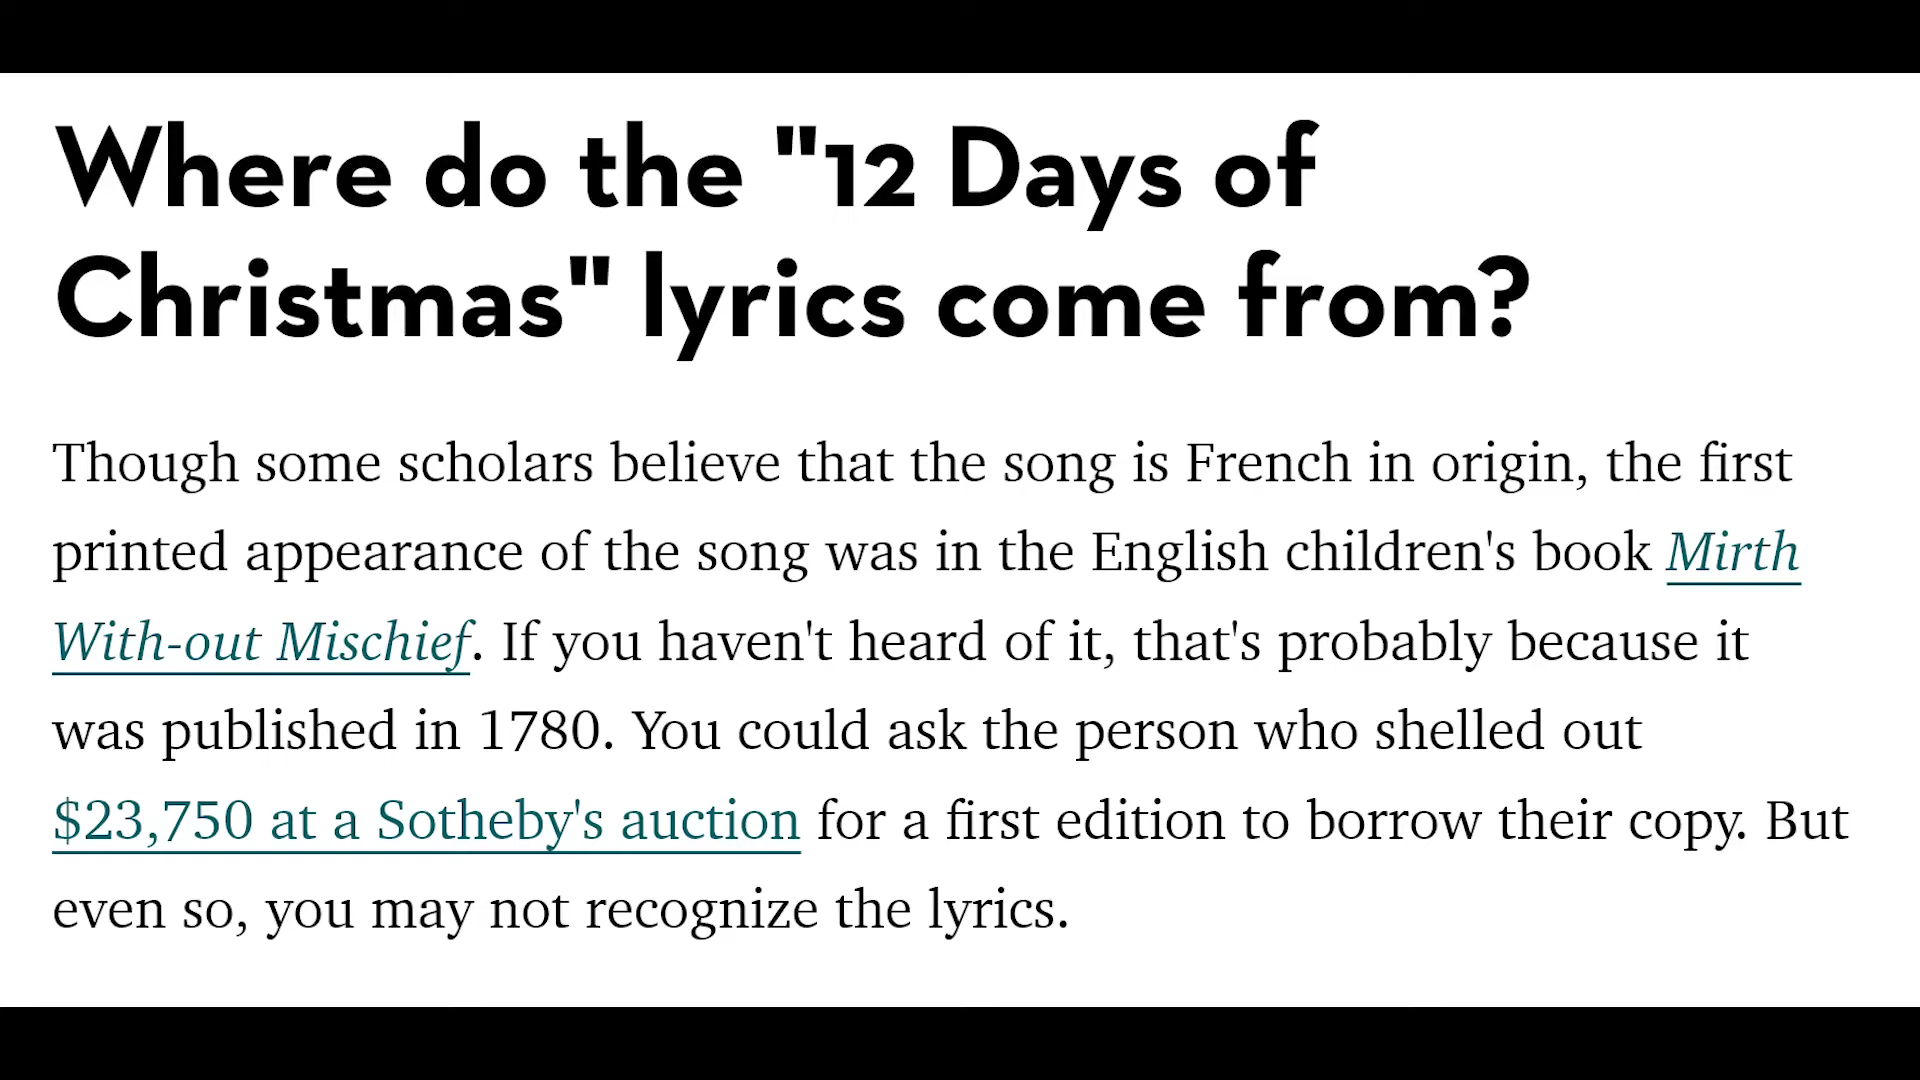 Where do the "12 Days of
Christmas" lyrics come from?
Though some scholars believe that the song is French in origin, the first
printed appearance of the song was in the English children's book Mirth
With-out Mischief. If you haven't heard of it, that's probably because it
was published in 1780. You could ask the person who shelled out
$23,750 at a Sotheby's auction for a first edition to borrow their copy. But
even so, you may not recognize the lyrics.